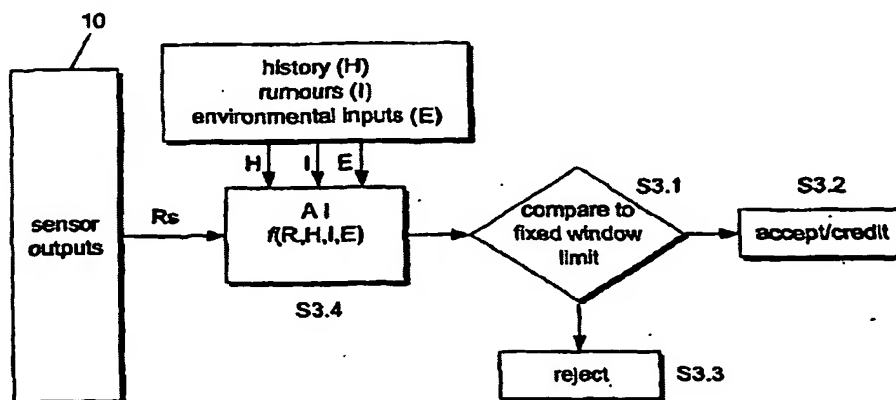 10
history (H)
rumours (I)
environmental inputs (E)
H I E
sensor
outputs
Rs
A I
f(R,H,I,E)
S3.4
compare to
fixed window
limit
S3.1
S3.2
accept/credit
reject
S3.3